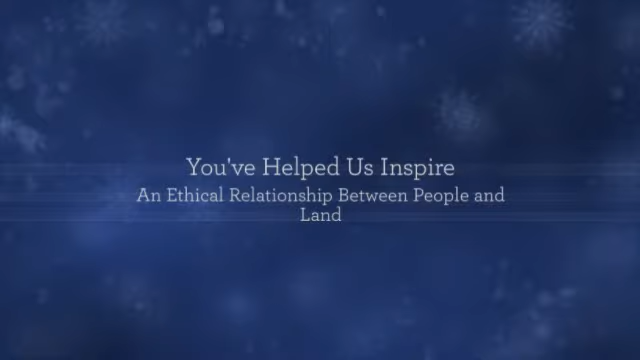 You've Helped Us Inspire
An Ethical Relationship Between People and
Land